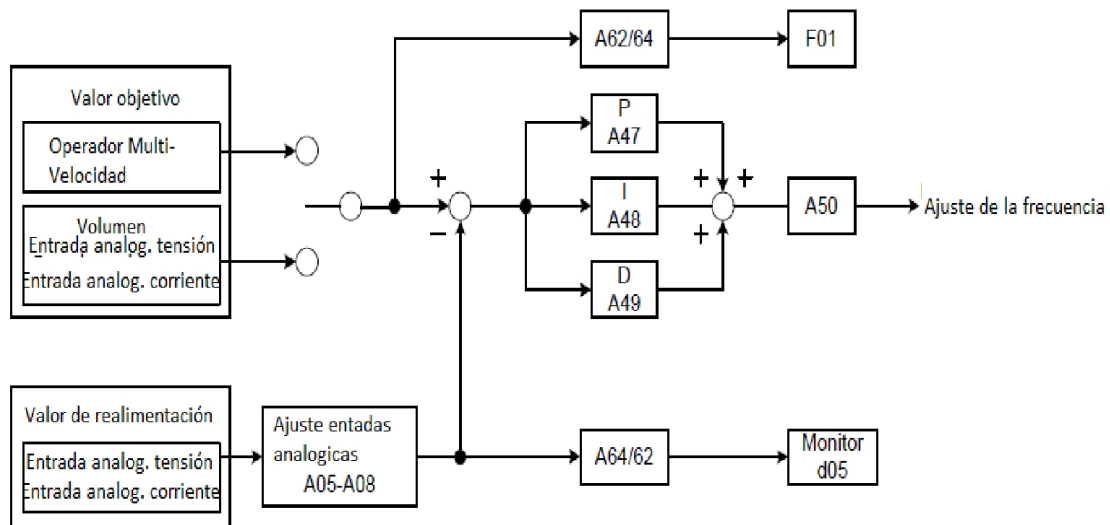 A62/64
F01
Valor objetivo
Operador Multi-
Velocidad
Volumen
Entrada analog. tensión
Entrada analog. corriente
+
−
P
A47
I
A48
D
A49
+
+
+
A50
Ajuste de la frecuencia
Valor de realimentación
Entrada analog. tensión
Entrada analog. corriente
Ajuste entadas
analogicas
A05-A08
A64/62
Monitor
d05